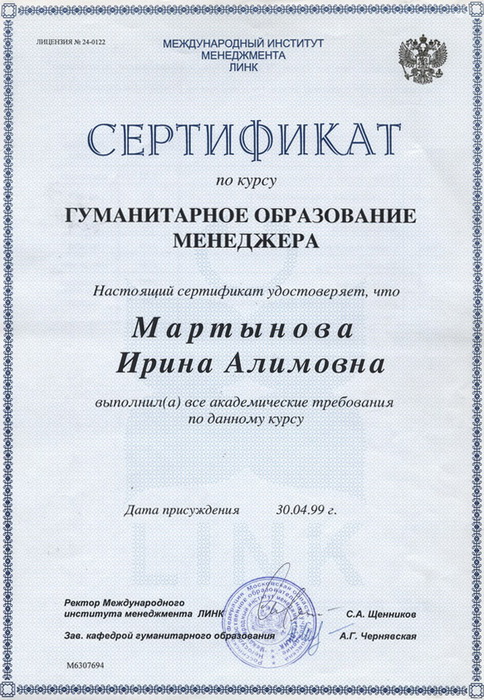 ЛИЦЕНЗИЯ № 24-0122
МЕЖДУНАРОДНЫЙ ИНСТИТУТ
МЕНЕДЖМЕНТА
ЛИНК
СЕРТИФИКАТ
по курсу
ГУМАНИТАРНОЕ ОБРАЗОВАНИЕ
МЕНЕДЖЕРА
Настоящий сертификат удостоверяет, что
Мартынова
Ирина Алимовна
выполнил(а) все академические требования
по данному курсу
Дата присуждения 30.04.99 г.
LINK
Ректор Международного
института менеджмента ЛИНК С.А. Щенников
Зав. кафедрой гуманитарного образования А.Г. Чернявская
М6307694